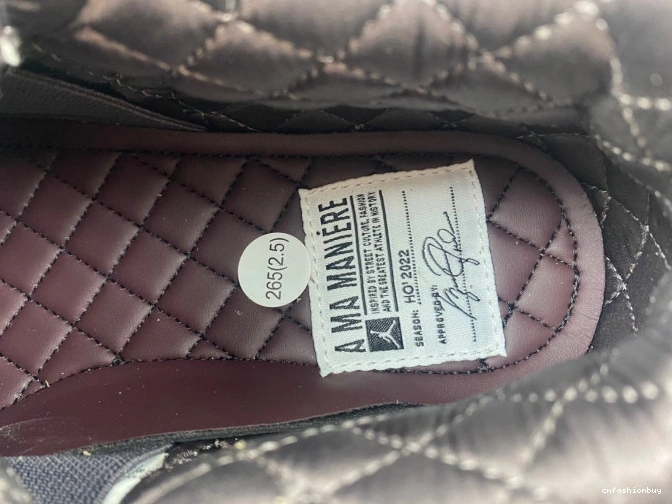 A MA MANIÉRE
INSPIRED BY STREET CULTURE, FASHION
AND THE GREATEST ATHLETE IN HISTORY
SEASON: HO' 2022
APPROVED BY:
265(2.5)
cnfashionbuy